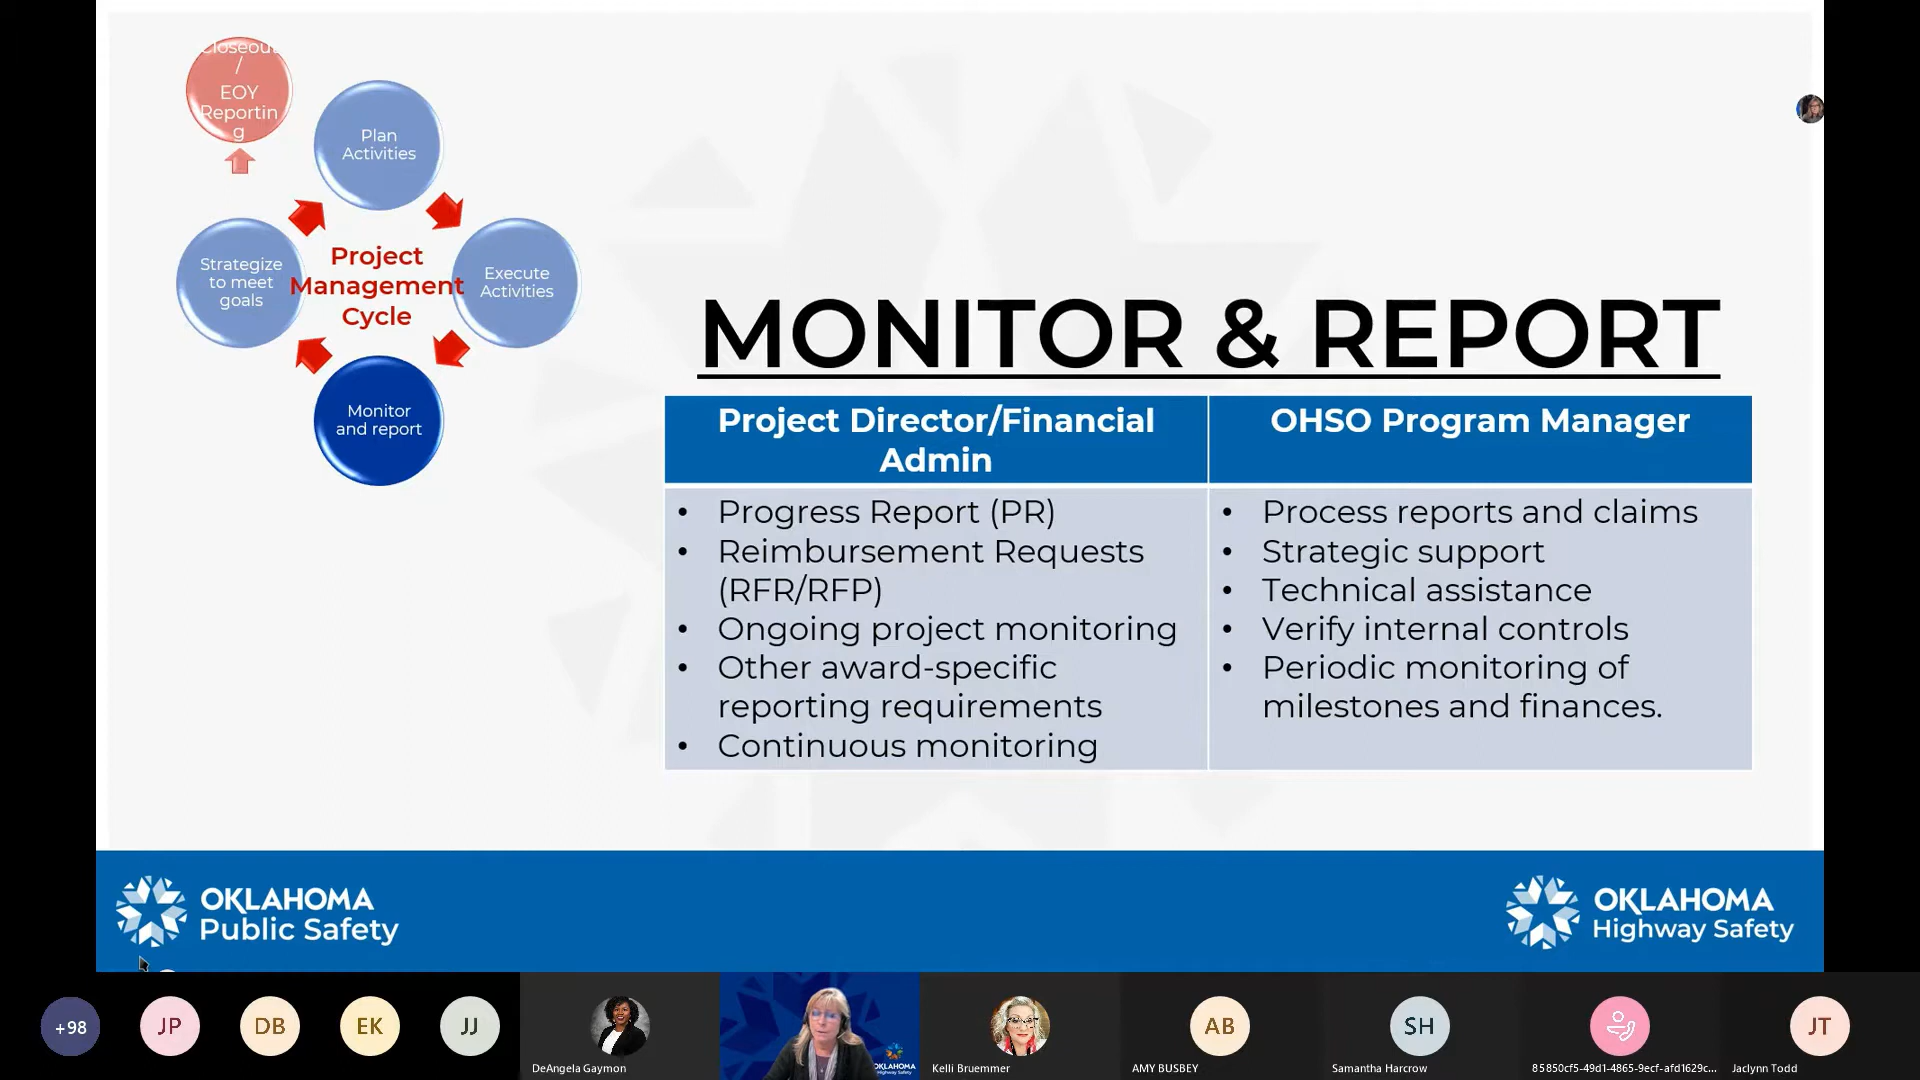 Closeout
/
EOY
Reportin
g
Plan
Activities
Strategize
to meet
goals
Project
Management
Cycle
Execute
Activities
Monitor
and report
MONITOR & REPORT
Project Director/Financial
Admin
OHSO Program Manager
• Progress Report (PR)
• Reimbursement Requests
(RFR/RFP)
• Ongoing project monitoring
• Other award-specific
reporting requirements
• Continuous monitoring
• Process reports and claims
• Strategic support
• Technical assistance
• Verify internal controls
• Periodic monitoring of
milestones and finances.
OKLAHOMA
Public Safety
OKLAHOMA
Highway Safety
+98
JP
DB
EK
JJ
DeAngela Gaymon
OKLAHOMA
Highway Safety
Kelli Bruemmer
AB
AMY BUSBEY
SH
Samantha Harcrow
85850cf5-49d1-4865-9ecf-afd1629c...
JT
Jaclynn Todd